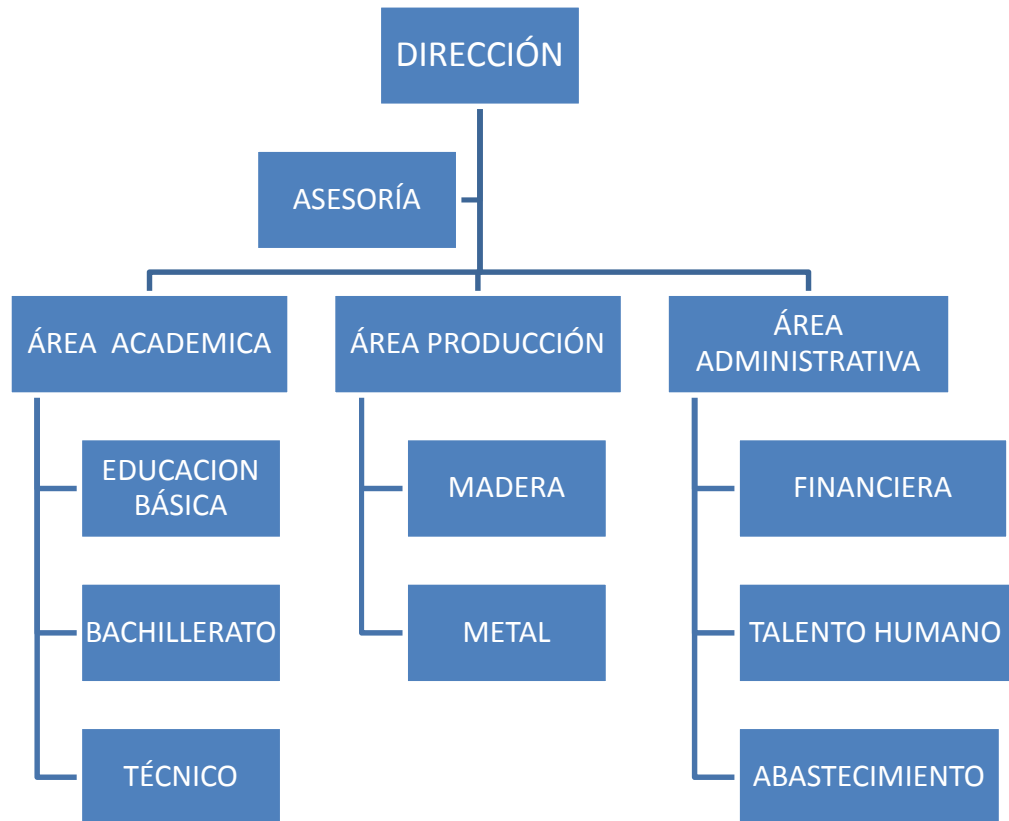 DIRECCIÓN
ASESORÍA
ÁREA  ACADEMICA
EDUCACION
BÁSICA
BACHILLERATO
TÉCNICO
ÁREA PRODUCCIÓN
MADERA
METAL
ÁREA
ADMINISTRATIVA
FINANCIERA
TALENTO HUMANO
ABASTECIMIENTO